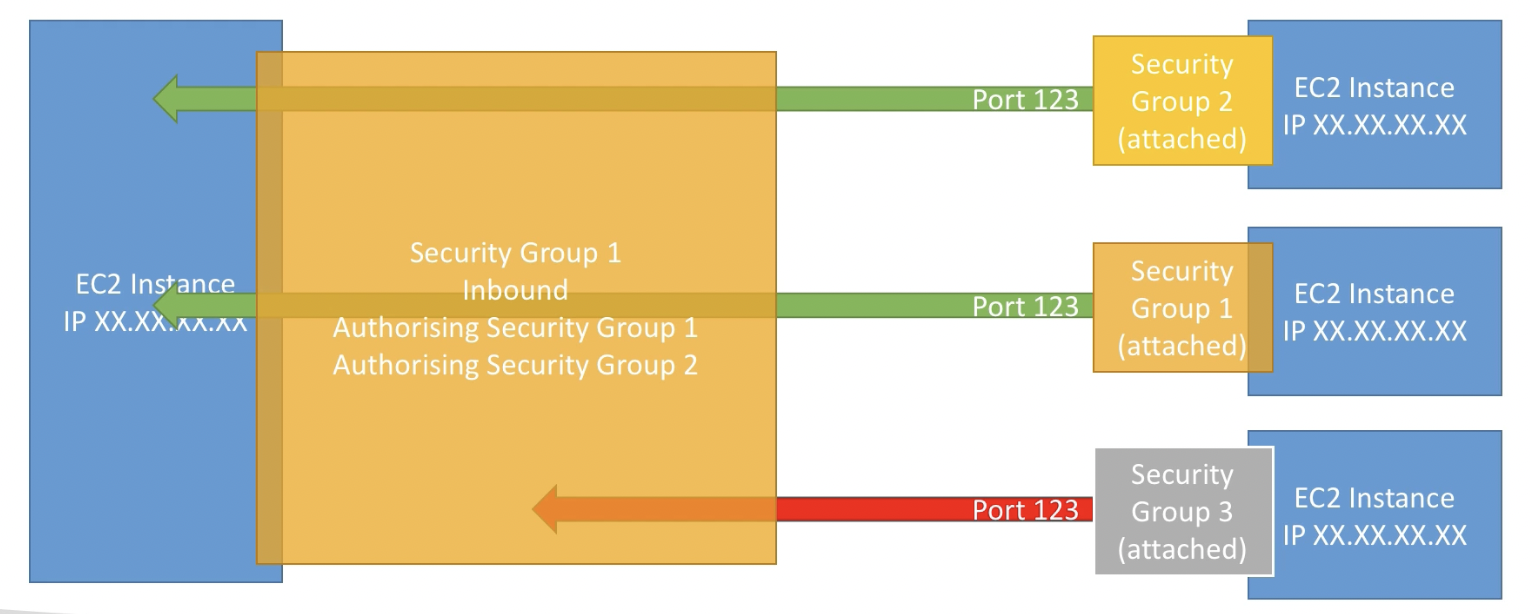 EC2 Instance
IP XX.XX.XX.XX
Security Group 1
Inbound
Authorising Security Group 1
Authorising Security Group 2
Port 123
Security
Group 2
(attached)
EC2 Instance
IP XX.XX.XX.XX
Port 123
Security
Group 1
(attached)
EC2 Instance
IP XX.XX.XX.XX
Port 123
Security
Group 3
(attached)
EC2 Instance
IP XX.XX.XX.XX